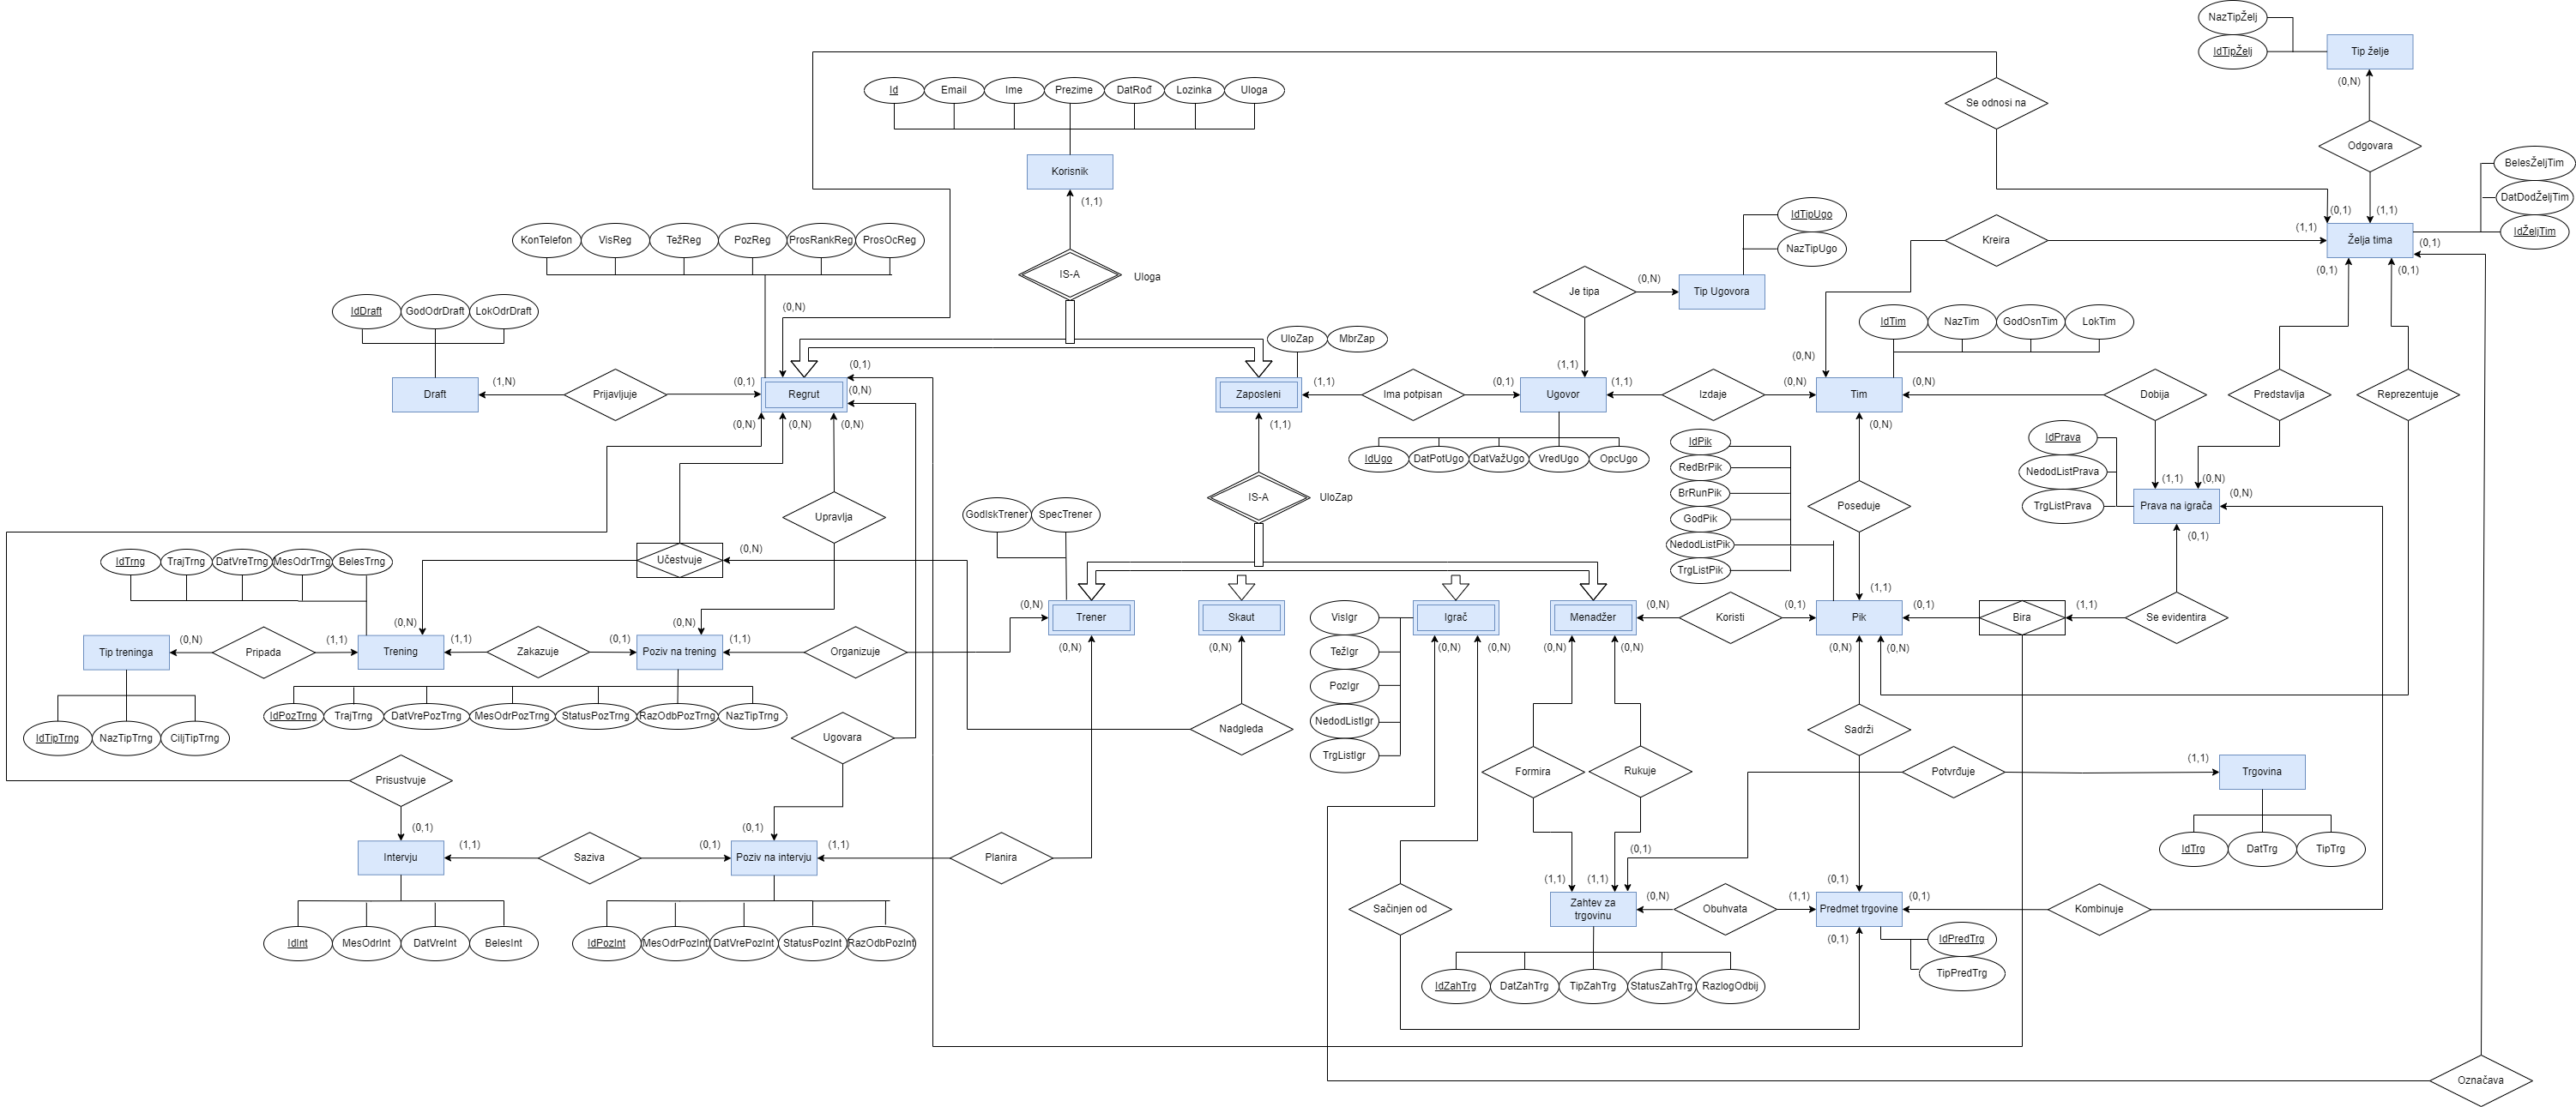 NazTipŽelj
IdTipŽelj
Tip želje
(0,N)
Id
Email
Ime
Prezime
DatRođ
Lozinka
Uloga
Se odnosi na
Odgovara
Korisnik
(1,1)
BelesŽeljTim
DatDodŽeljTim
IdŽeljTim
(0,1)
(1,1)
(1,1)
Želja tima
(0,1)
(0,1)
(0,1)
Kreira
IdTipUgo
NazTipUgo
KonTelefon
VisReg
TežReg
PozReg
ProsRankReg
ProsOcReg
IS-A
Uloga
Je tipa
(0,N)
Tip Ugovora
IdDraft
GodOdrDraft
LokOdrDraft
(0,N)
IdTim
NazTim
GodOsnTim
LokTim
UloZap
MbrZap
(0,N)
(0,1)
(1,1)
Draft
(1,N)
Prijavljuje
(0,1)
Regrut
(0,N)
Zaposleni
(1,1)
Ima potpisan
(0,1)
Ugovor
(1,1)
Izdaje
(0,N)
Tim
(0,N)
Dobija
Predstavlja
Reprezentuje
(0,N)
(0,N)
(0,N)
(1,1)
(0,N)
IdUgo
DatPotUgo
DatVažUgo
VredUgo
OpcUgo
IdPik
RedBrPik
BrRunPik
GodPik
NedodListPik
TrgListPik
IdPrava
NedodListPrava
TrgListPrava
(1,1)
(0,N)
(0,N)
Prava na igrača
(0,1)
IS-A
UloZap
Poseduje
GodIskTrener
SpecTrener
Upravlja
Učestvuje
(0,N)
IdTrng
TrajTrng
DatVreTrng
MesOdrTrng
BelesTrng
(1,1)
(0,N)
Trener
Skaut
VisIgr
TežIgr
PozIgr
NedodListIgr
TrgListIgr
Igrač
Menadžer
(0,N)
Koristi
(0,1)
Pik
(0,1)
Bira
(1,1)
Se evidentira
(0,N)
(0,N)
Tip treninga
(0,N)
Pripada
(1,1)
Trening
(1,1)
Zakazuje
(0,1)
Poziv na trening
(1,1)
Organizuje
(0,N)
(0,N)
(0,N)
(0,N)
(0,N)
(0,N)
(0,N)
(0,N)
IdTipTrng
NazTipTrng
CiljTipTrng
IdPozTrng
TrajTrng
DatVrePozTrng
MesOdrPozTrng
StatusPozTrng
RazOdbPozTrng
NazTipTrng
Ugovara
Nadgleda
Sadrži
Prisustvuje
Formira
Rukuje
Potvrđuje
(1,1)
Trgovina
(0,1)
(0,1)
(0,1)
Intervju
(1,1)
Saziva
(0,1)
Poziv na intervju
(1,1)
Planira
IdTrg
DatTrg
TipTrg
(1,1)
(1,1)
(0,1)
Sačinjen od
Zahtev za
trgovinu
(0,N)
Obuhvata
(1,1)
Predmet trgovine
(0,1)
Kombinuje
(0,1)
IdInt
MesOdrInt
DatVreInt
BelesInt
IdPozInt
MesOdrPozInt
DatVrePozInt
StatusPozInt
RazOdbPozInt
IdPredTrg
TipPredTrg
IdZahTrg
DatZahTrg
TipZahTrg
StatusZahTrg
RazlogOdbij
Označava